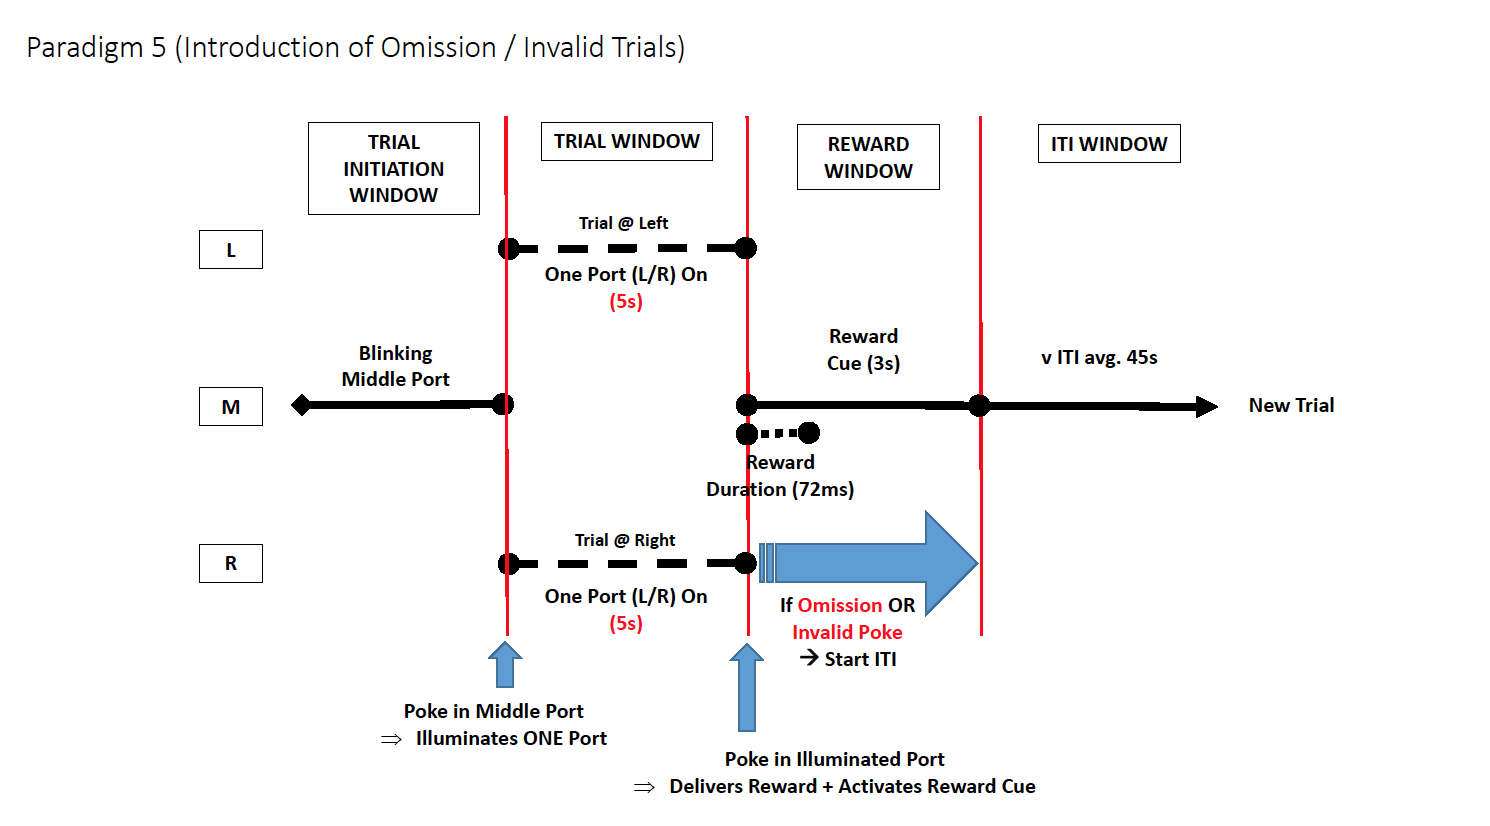 Paradigm 5 (Introduction of Omission / Invalid Trials)
TRIAL
INITIATION
WINDOW
TRIAL WINDOW
REWARD
WINDOW
ITI WINDOW
L
Trial @ Left
One Port (L/R) On
(5s)
M
Blinking
Middle Port
Reward
Cue (3s)
v ITI avg. 45s
New Trial
Reward
Duration (72ms)
R
Trial @ Right
One Port (L/R) On
(5s)
If Omission OR
Invalid Poke
→ Start ITI
Poke in Middle Port
⇒ Illuminates ONE Port
Poke in Illuminated Port
⇒ Delivers Reward + Activates Reward Cue